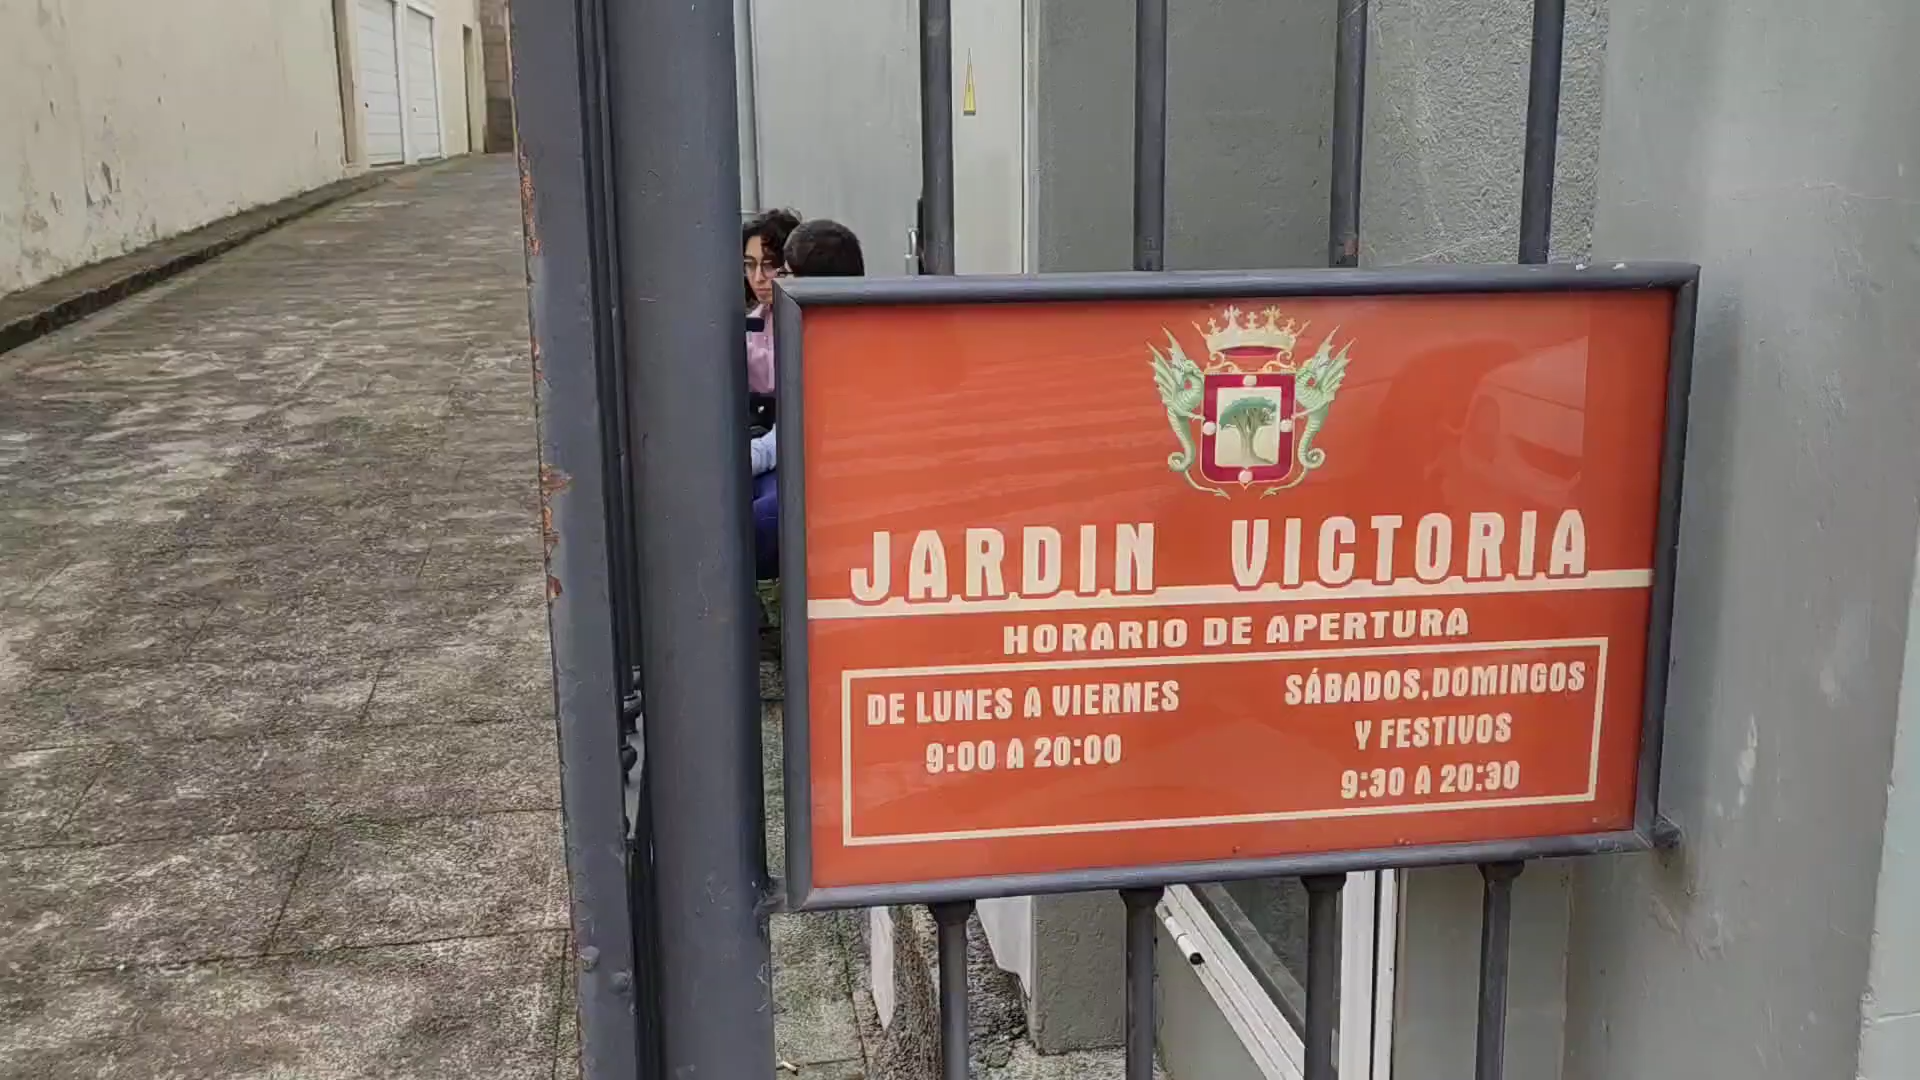 JARDIN VICTORIA
HORARIO DE APERTURA
DE LUNES A VIERNES
9:00 A 20:00
SÁBADOS,DOMINGOS
Y FESTIVOS
9:30 A 20:30